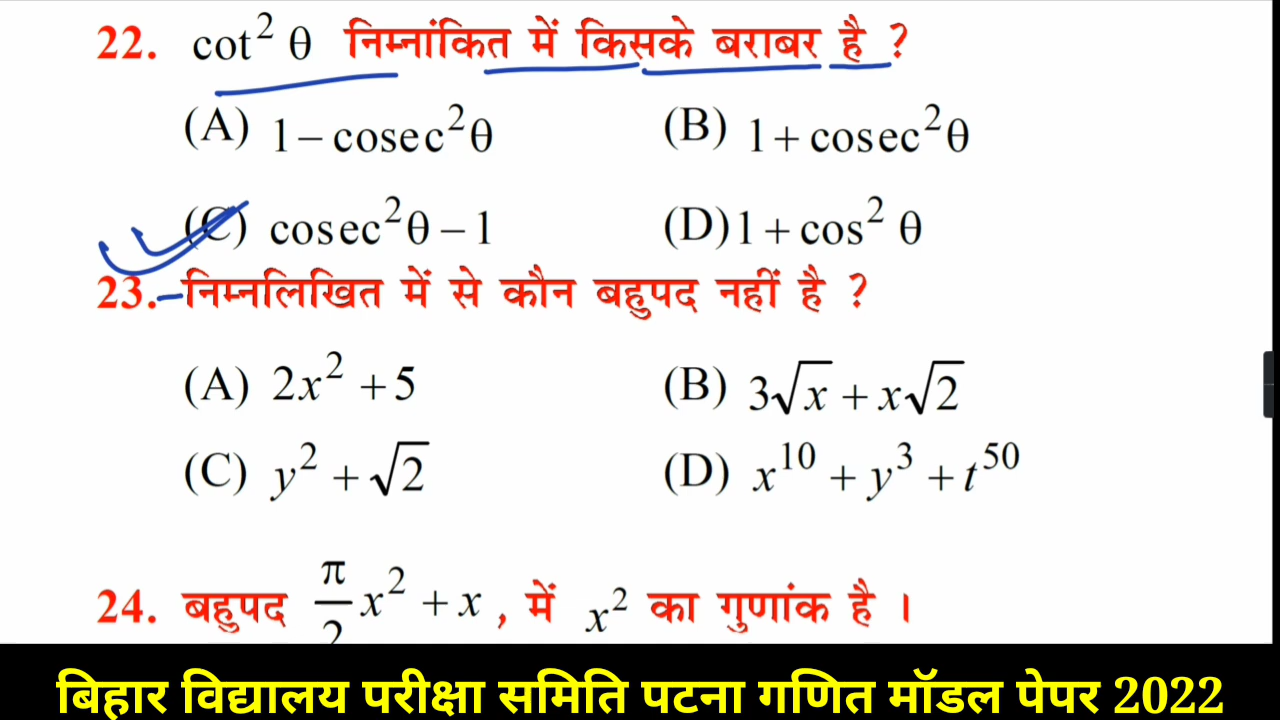 22. cot² θ निम्नांकित में किसके बराबर है ?
(A) 1 – cosec²θ (B) 1 + cosec²θ
(C) cosec²θ – 1 (D) 1 + cos² θ
23. निम्नलिखित में से कौन बहुपद नहीं है ?
(A) 2x² + 5 (B) 3√x + x√2
(C) y² + √2 (D) x¹⁰ + y³ + t⁵⁰
24. बहुपद π/2 x² + x , में x² का गुणांक है ।
बिहार विद्यालय परीक्षा समिति पटना गणित मॉडल पेपर 2022